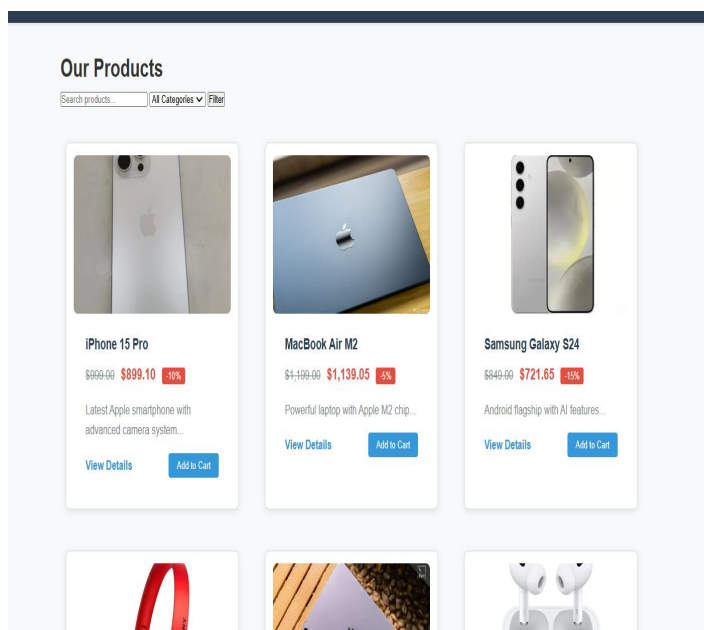 Our Products
Search products... All Categories Filter
iPhone 15 Pro
$999.00 $899.10 -10%
Latest Apple smartphone with
advanced camera system...
View Details Add to Cart
MacBook Air M2
$1,199.00 $1,139.05 -5%
Powerful laptop with Apple M2 chip...
View Details Add to Cart
Samsung Galaxy S24
$849.00 $721.65 -15%
Android flagship with AI features...
View Details Add to Cart